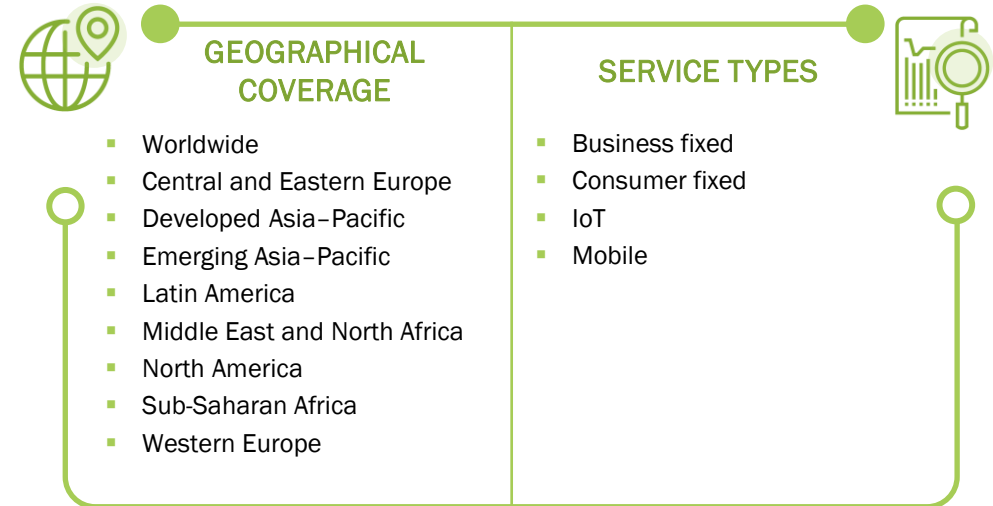 GEOGRAPHICAL
COVERAGE
▪ Worldwide
▪ Central and Eastern Europe
▪ Developed Asia–Pacific
▪ Emerging Asia–Pacific
▪ Latin America
▪ Middle East and North Africa
▪ North America
▪ Sub-Saharan Africa
▪ Western Europe
SERVICE TYPES
▪ Business fixed
▪ Consumer fixed
▪ IoT
▪ Mobile